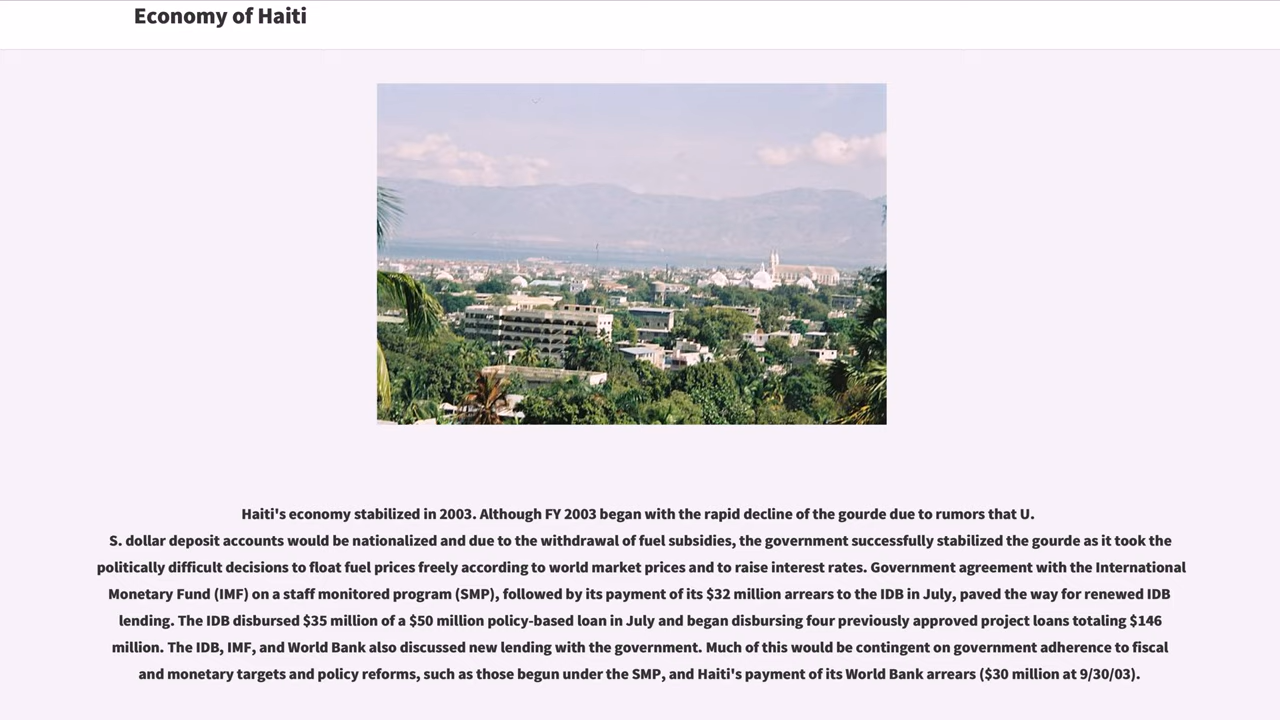 Economy of Haiti
Haiti's economy stabilized in 2003. Although FY 2003 began with the rapid decline of the gourde due to rumors that U.
S. dollar deposit accounts would be nationalized and due to the withdrawal of fuel subsidies, the government successfully stabilized the gourde as it took the
politically difficult decisions to float fuel prices freely according to world market prices and to raise interest rates. Government agreement with the International
Monetary Fund (IMF) on a staff monitored program (SMP), followed by its payment of its $32 million arrears to the IDB in July, paved the way for renewed IDB
lending. The IDB disbursed $35 million of a $50 million policy-based loan in July and began disbursing four previously approved project loans totaling $146
million. The IDB, IMF, and World Bank also discussed new lending with the government. Much of this would be contingent on government adherence to fiscal
and monetary targets and policy reforms, such as those begun under the SMP, and Haiti's payment of its World Bank arrears ($30 million at 9/30/03).